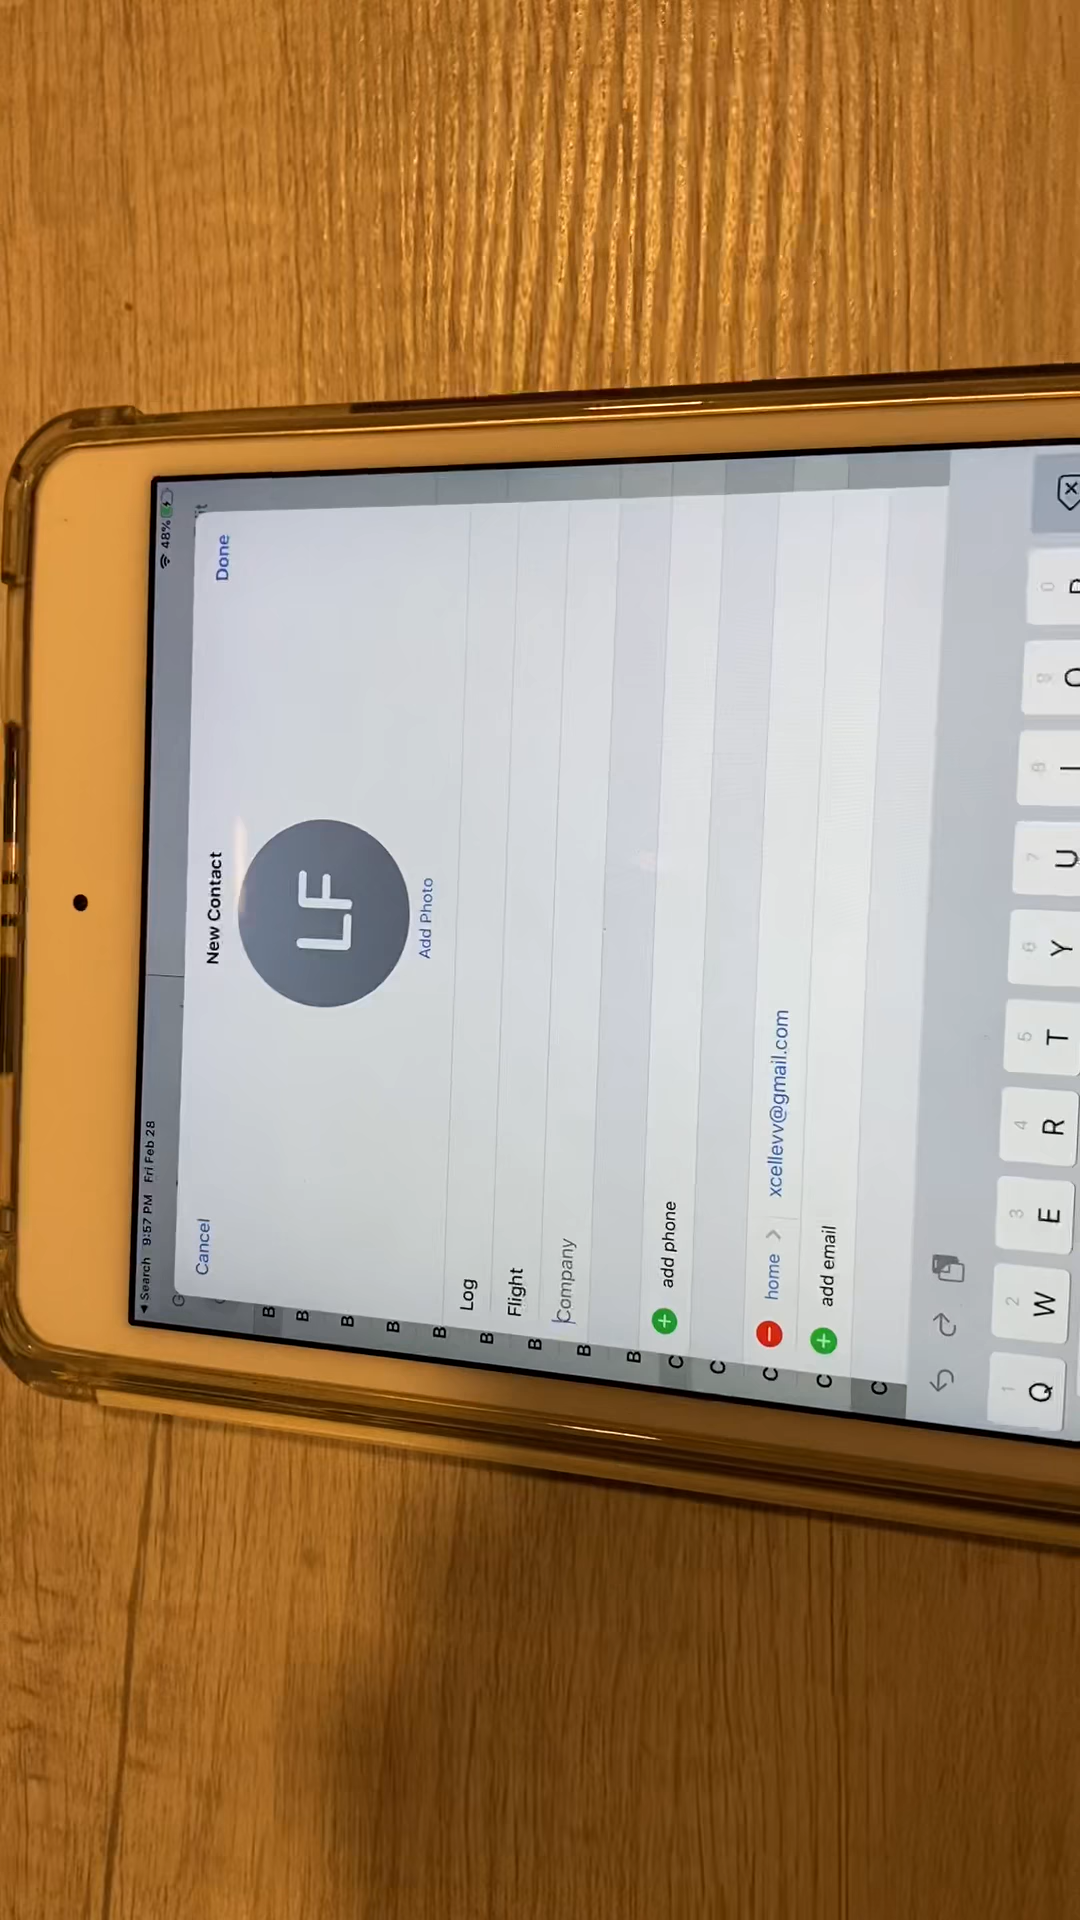 ◀ Search 9:57 PM Fri Feb 28
48%
Cancel
New Contact
Done
LF
Add Photo
Log
Flight
Company
add phone
home
xcellevv@gmail.com
add email
B
B
B
B
B
B
B
B
B
C
C
C
C
C
1 2 3 4 5 6 7 8 9 0
Q W E R T Y U I O P